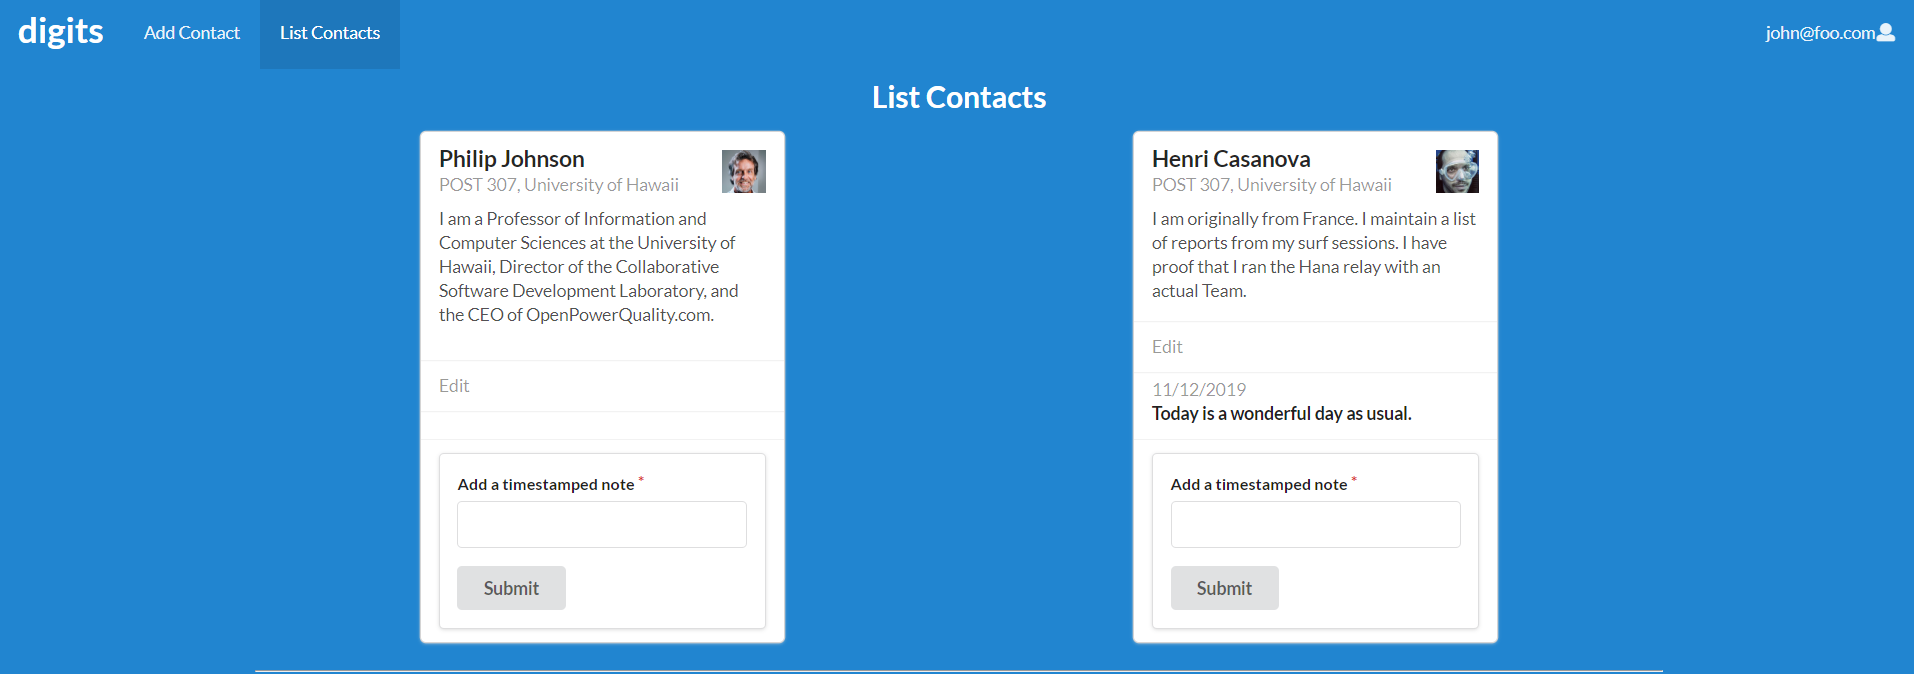 digits
Add Contact
List Contacts
john@foo.com
List Contacts
Philip Johnson
POST 307, University of Hawaii
I am a Professor of Information and
Computer Sciences at the University of
Hawaii, Director of the Collaborative
Software Development Laboratory, and
the CEO of OpenPowerQuality.com.
Edit
Add a timestamped note *
Submit
Henri Casanova
POST 307, University of Hawaii
I am originally from France. I maintain a list
of reports from my surf sessions. I have
proof that I ran the Hana relay with an
actual Team.
Edit
11/12/2019
Today is a wonderful day as usual.
Add a timestamped note *
Submit